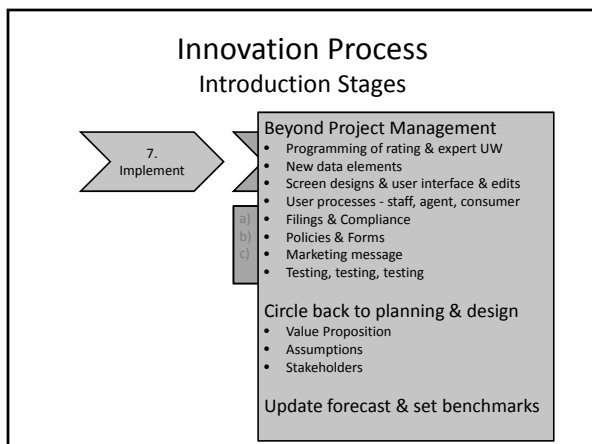 Innovation Process
Introduction Stages
7.
Implement
a)
b)
c)
Beyond Project Management
• Programming of rating & expert UW
• New data elements
• Screen designs & user interface & edits
• User processes - staff, agent, consumer
• Filings & Compliance
• Policies & Forms
• Marketing message
• Testing, testing, testing
Circle back to planning & design
• Value Proposition
• Assumptions
• Stakeholders
Update forecast & set benchmarks